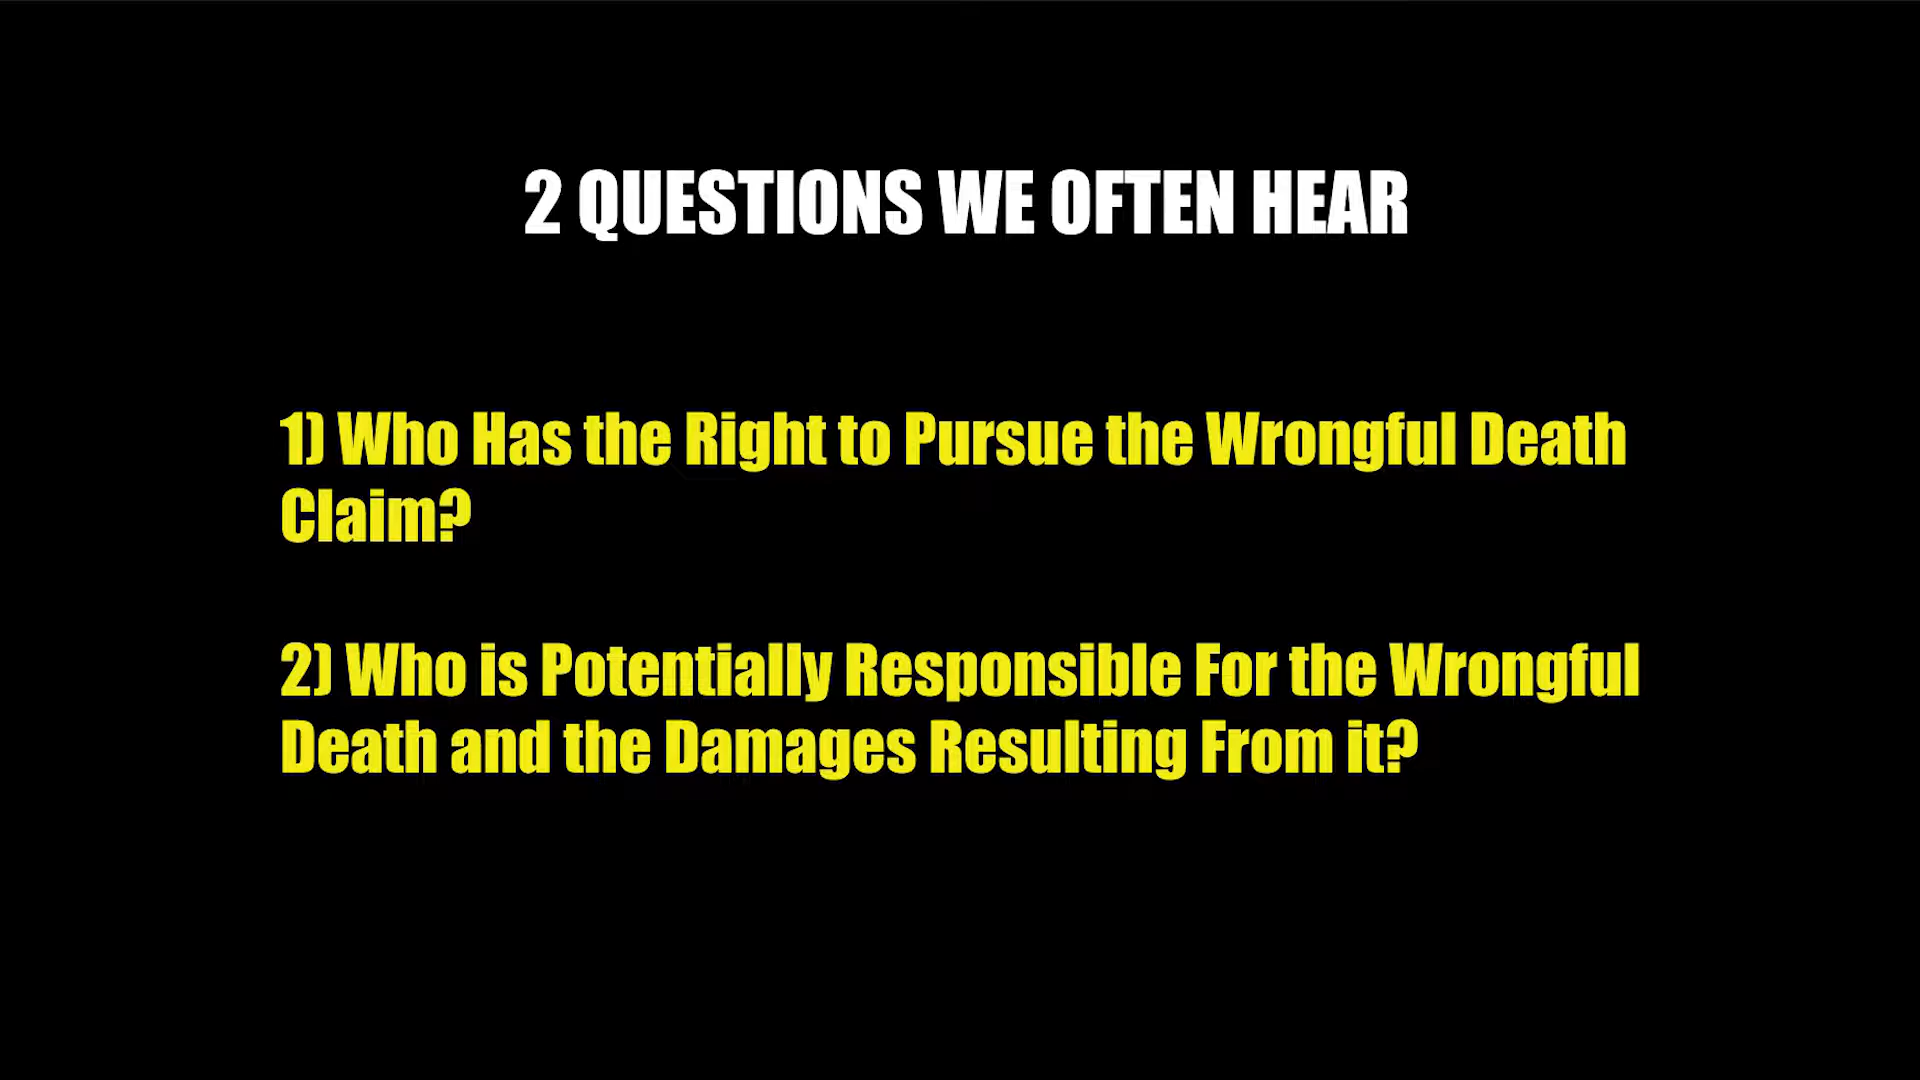 2 QUESTIONS WE OFTEN HEAR
1) Who Has the Right to Pursue the Wrongful Death
Claim?
2) Who is Potentially Responsible For the Wrongful
Death and the Damages Resulting From it?